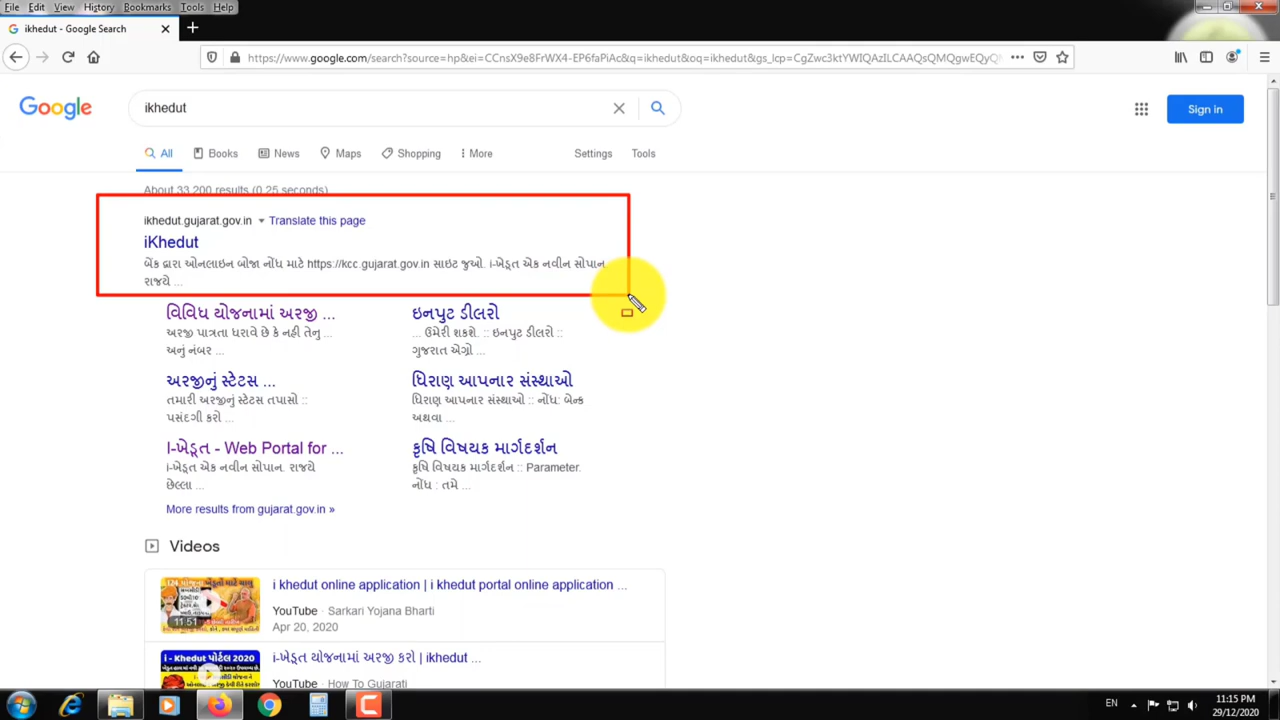 File Edit View History Bookmarks Tools Help
ikhedut - Google Search
https://www.google.com/search?source=hp&ei=CCnsX9e8FrWX4-EP6faPiAc&q=ikhedut&oq=ikhedut&gs_lcp=CgZwc3ktYWIQAzILCAAQsQMQgwEQyQN
Google
ikhedut
Sign in
All Books News Maps Shopping More Settings Tools
About 33,200 results (0.25 seconds)
ikhedut.gujarat.gov.in Translate this page
iKhedut
બેંક દ્વારા ઓનલાઇન બોજા નોંધ માટે https://kcc.gujarat.gov.in સાઇટ જુઓ. i-ખેડૂત એક નવીન સોપાન.
રાજયે ...
વિવિધ યોજનામાં અરજી ...
અરજી પાત્રતા ધરાવે છે કે નહી તેનુ ...
અનું નંબર ...
ઇનપુટ ડીલરો
... ઉમેરી શકશે. :: ઇનપુટ ડીલરો ::
ગુજરાત એગ્રો ...
અરજીનું સ્ટેટસ ...
તમારી અરજીનું સ્ટેટસ તપાસો ::
પસંદગી કરો ...
ધિરાણ આપનાર સંસ્થાઓ
ધિરાણ આપનાર સંસ્થાઓ :: નોંધ: બેન્ક
અથવા ...
I-ખેડૂત - Web Portal for ...
i-ખેડૂત એક નવીન સોપાન. રાજયે
છેલ્લા ...
કૃષિ વિષયક માર્ગદર્શન
કૃષિ વિષયક માર્ગદર્શન :: Parameter.
નોંધ : તમે ...
More results from gujarat.gov.in »
Videos
i khedut online application | i khedut portal online application ...
YouTube · Sarkari Yojana Bharti
Apr 20, 2020
11:51
i-ખેડૂત યોજનામાં અરજી કરો | ikhedut ...
YouTube · How To Gujarati
i - Khedut પોર્ટલ 2020
EN
11:15 PM
29/12/2020